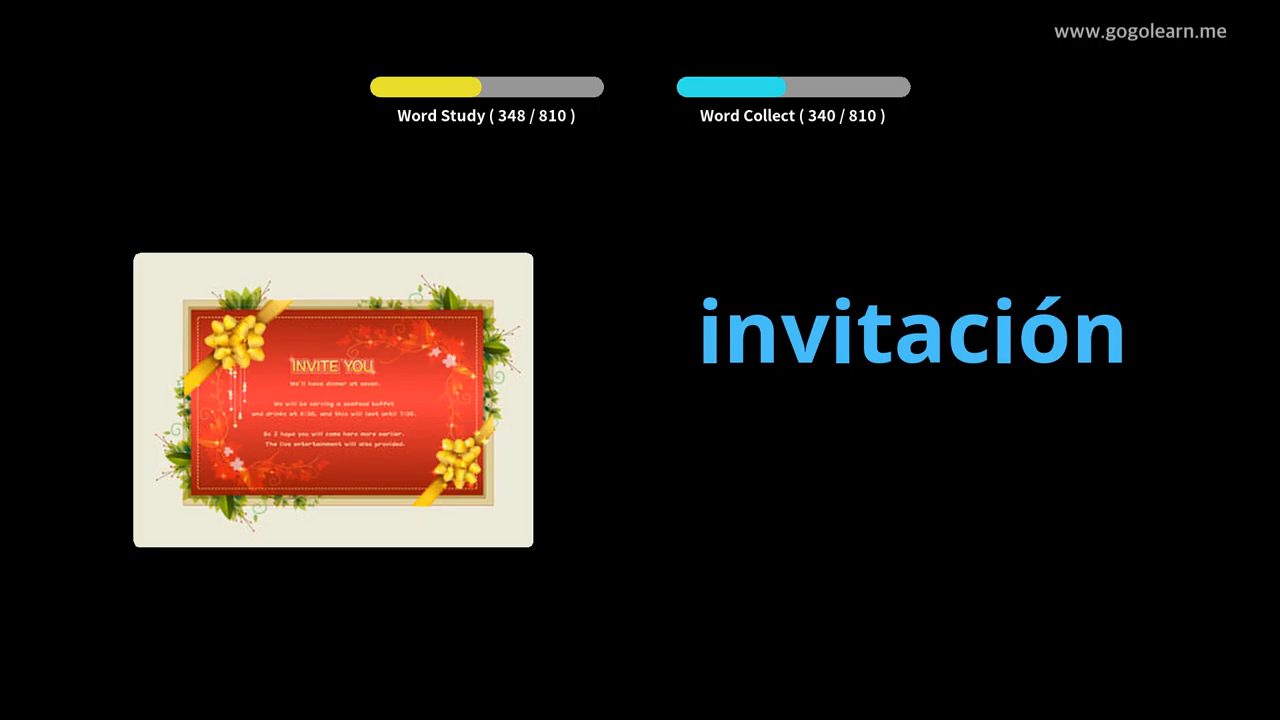 www.gogolearn.me
Word Study ( 348 / 810 )
Word Collect ( 340 / 810 )
INVITE YOU
We'll have dinner at seven.
We will be serving a seafood buffet
and drinks at 6:30, and this will last until 7:30.
So I hope you will come here more earlier.
The live entertainment will also provided.
invitación